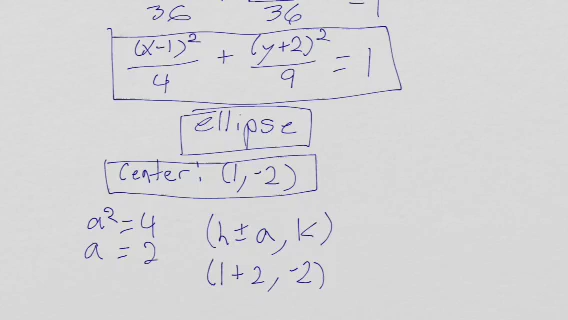 36 36 = 1
(x-1)²/4 + (y+2)²/9 = 1
ellipse
Center: (1,-2)
a²=4 (h±a, k)
a = 2 (1+2, -2)